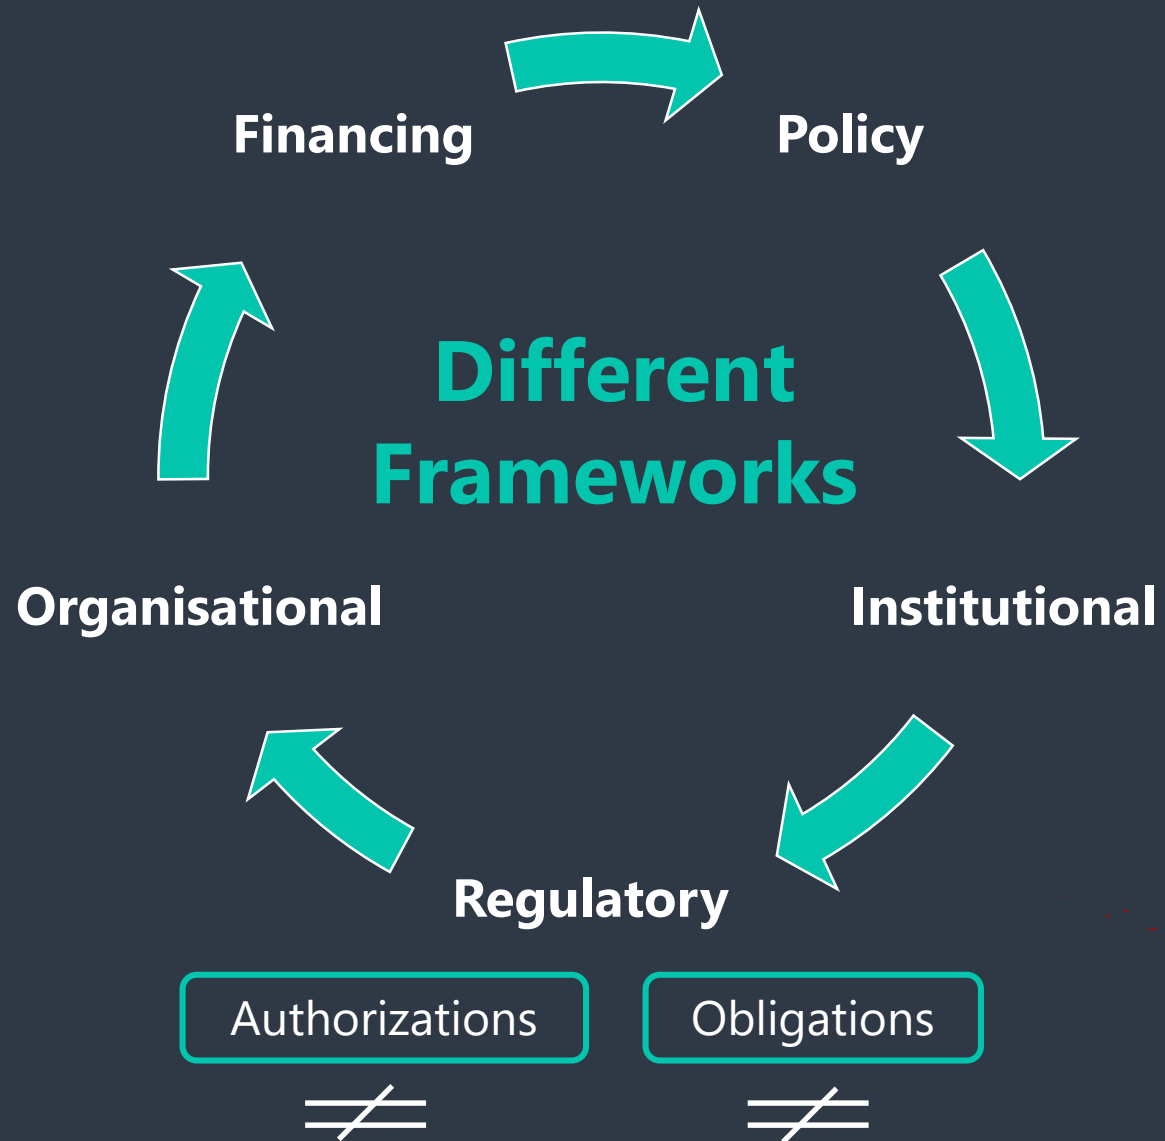 Financing
Policy
Different
Frameworks
Organisational
Institutional
Regulatory
Authorizations
Obligations
≠
≠